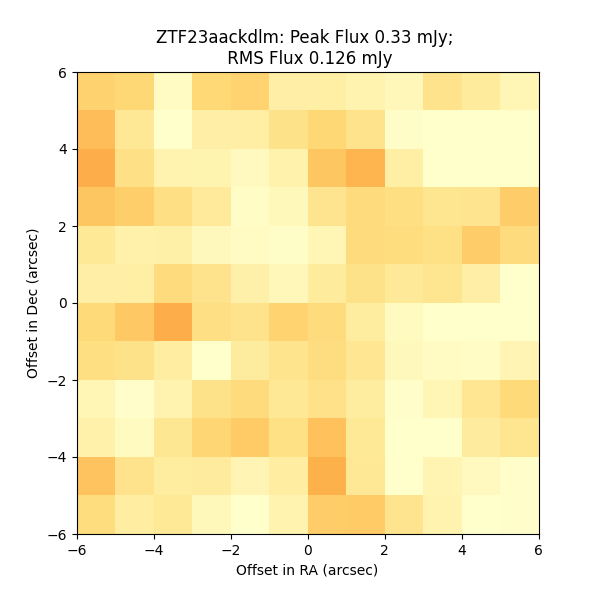 ZTF23aackdlm: Peak Flux 0.33 mJy;
RMS Flux 0.126 mJy
6
4
2
0
−2
−4
−6
Offset in Dec (arcsec)
−6 −4 −2 0 2 4 6
Offset in RA (arcsec)